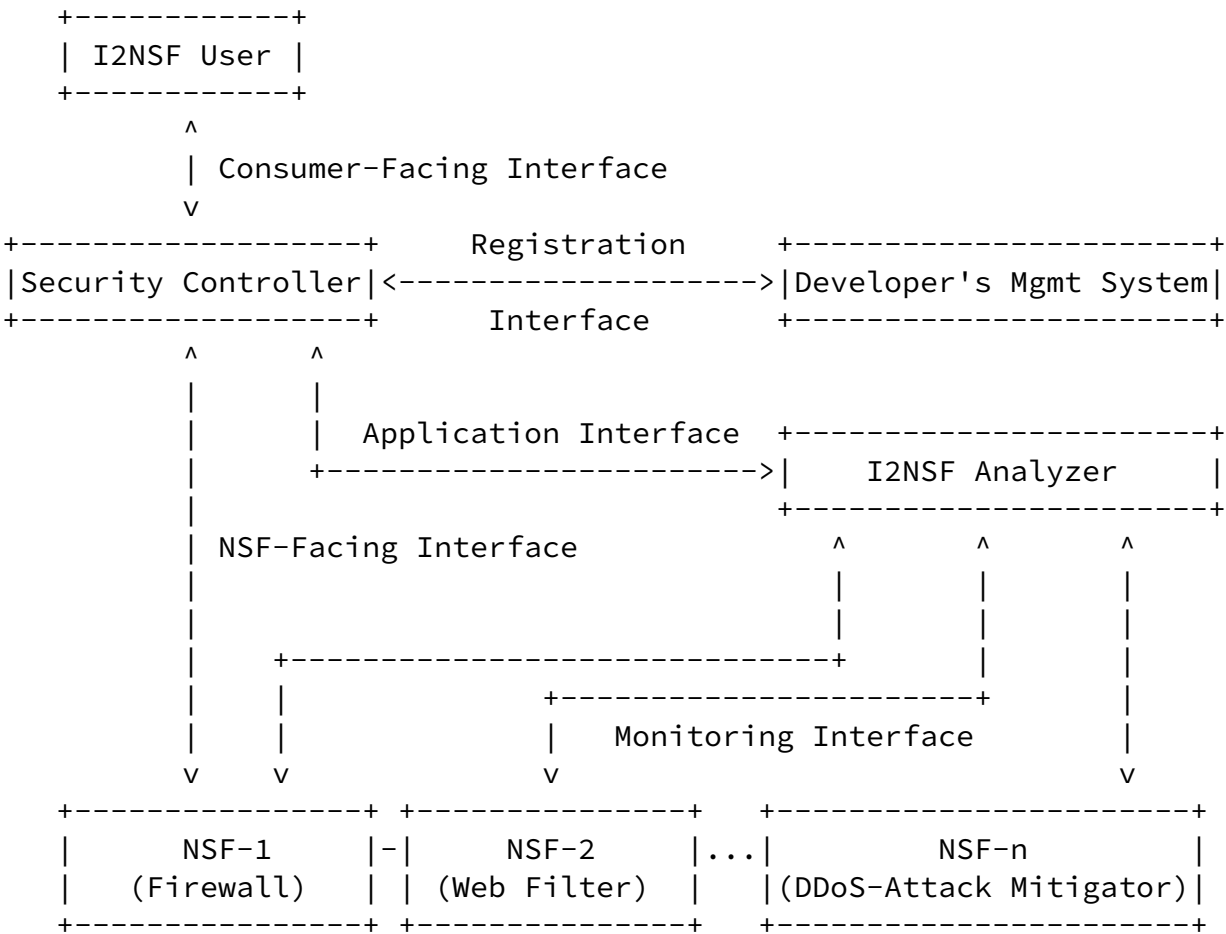 I2NSF User
Consumer-Facing Interface
Registration
Security Controller Developer's Mgmt System
Interface
Application Interface
I2NSF Analyzer
NSF-Facing Interface
Monitoring Interface
NSF-1 NSF-2 ... NSF-n
(Firewall) (Web Filter) (DDoS-Attack Mitigator)